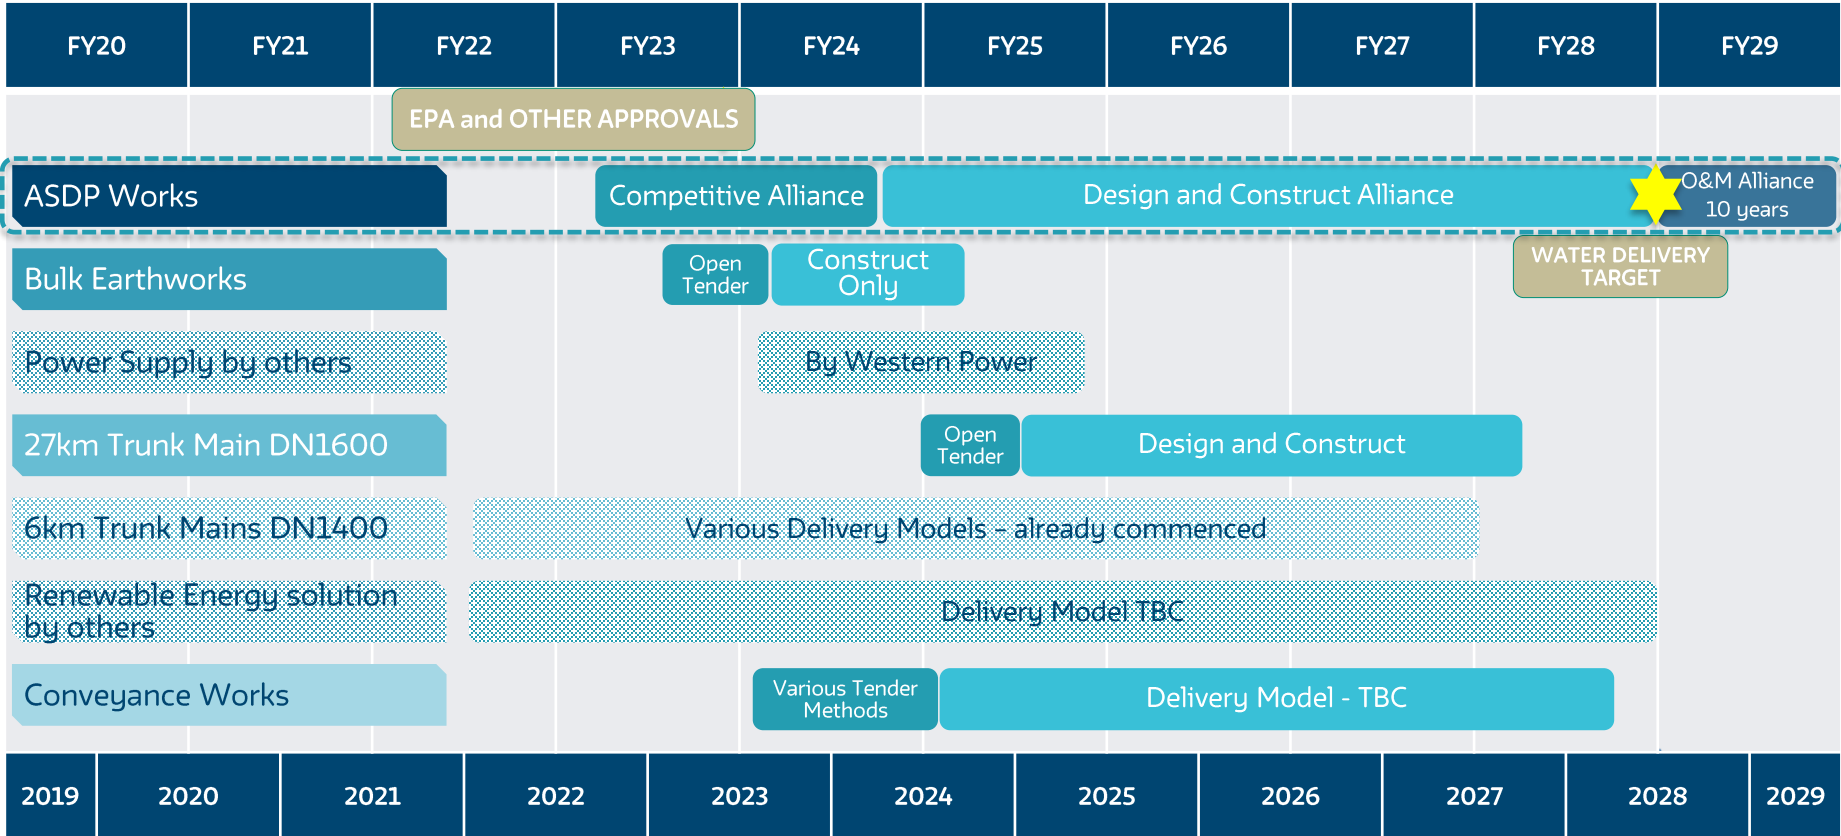 FY20 FY21 FY22 FY23 FY24 FY25 FY26 FY27 FY28 FY29
EPA and OTHER APPROVALS
ASDP Works
Competitive Alliance
Design and Construct Alliance
O&M Alliance
10 years
Bulk Earthworks
Open
Tender
Construct
Only
WATER DELIVERY
TARGET
Power Supply by others
By Western Power
27km Trunk Main DN1600
Open
Tender
Design and Construct
6km Trunk Mains DN1400
Various Delivery Models – already commenced
Renewable Energy solution
by others
Delivery Model TBC
Conveyance Works
Various Tender
Methods
Delivery Model - TBC
2019 2020 2021 2022 2023 2024 2025 2026 2027 2028 2029